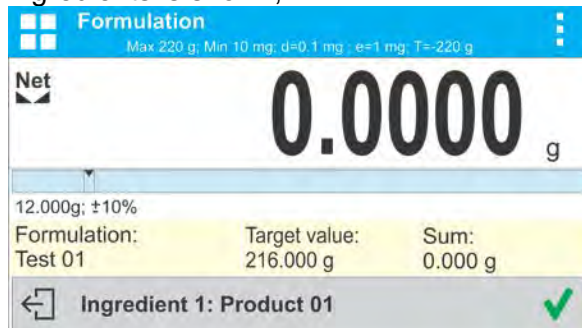 Formulation
Max 220 g; Min 10 mg; d=0.1 mg ; e=1 mg; T=-220 g
Net 0.0000 g
12.000g; ±10%
Formulation: Target value: Sum:
Test 01 216.000 g 0.000 g
Ingredient 1: Product 01